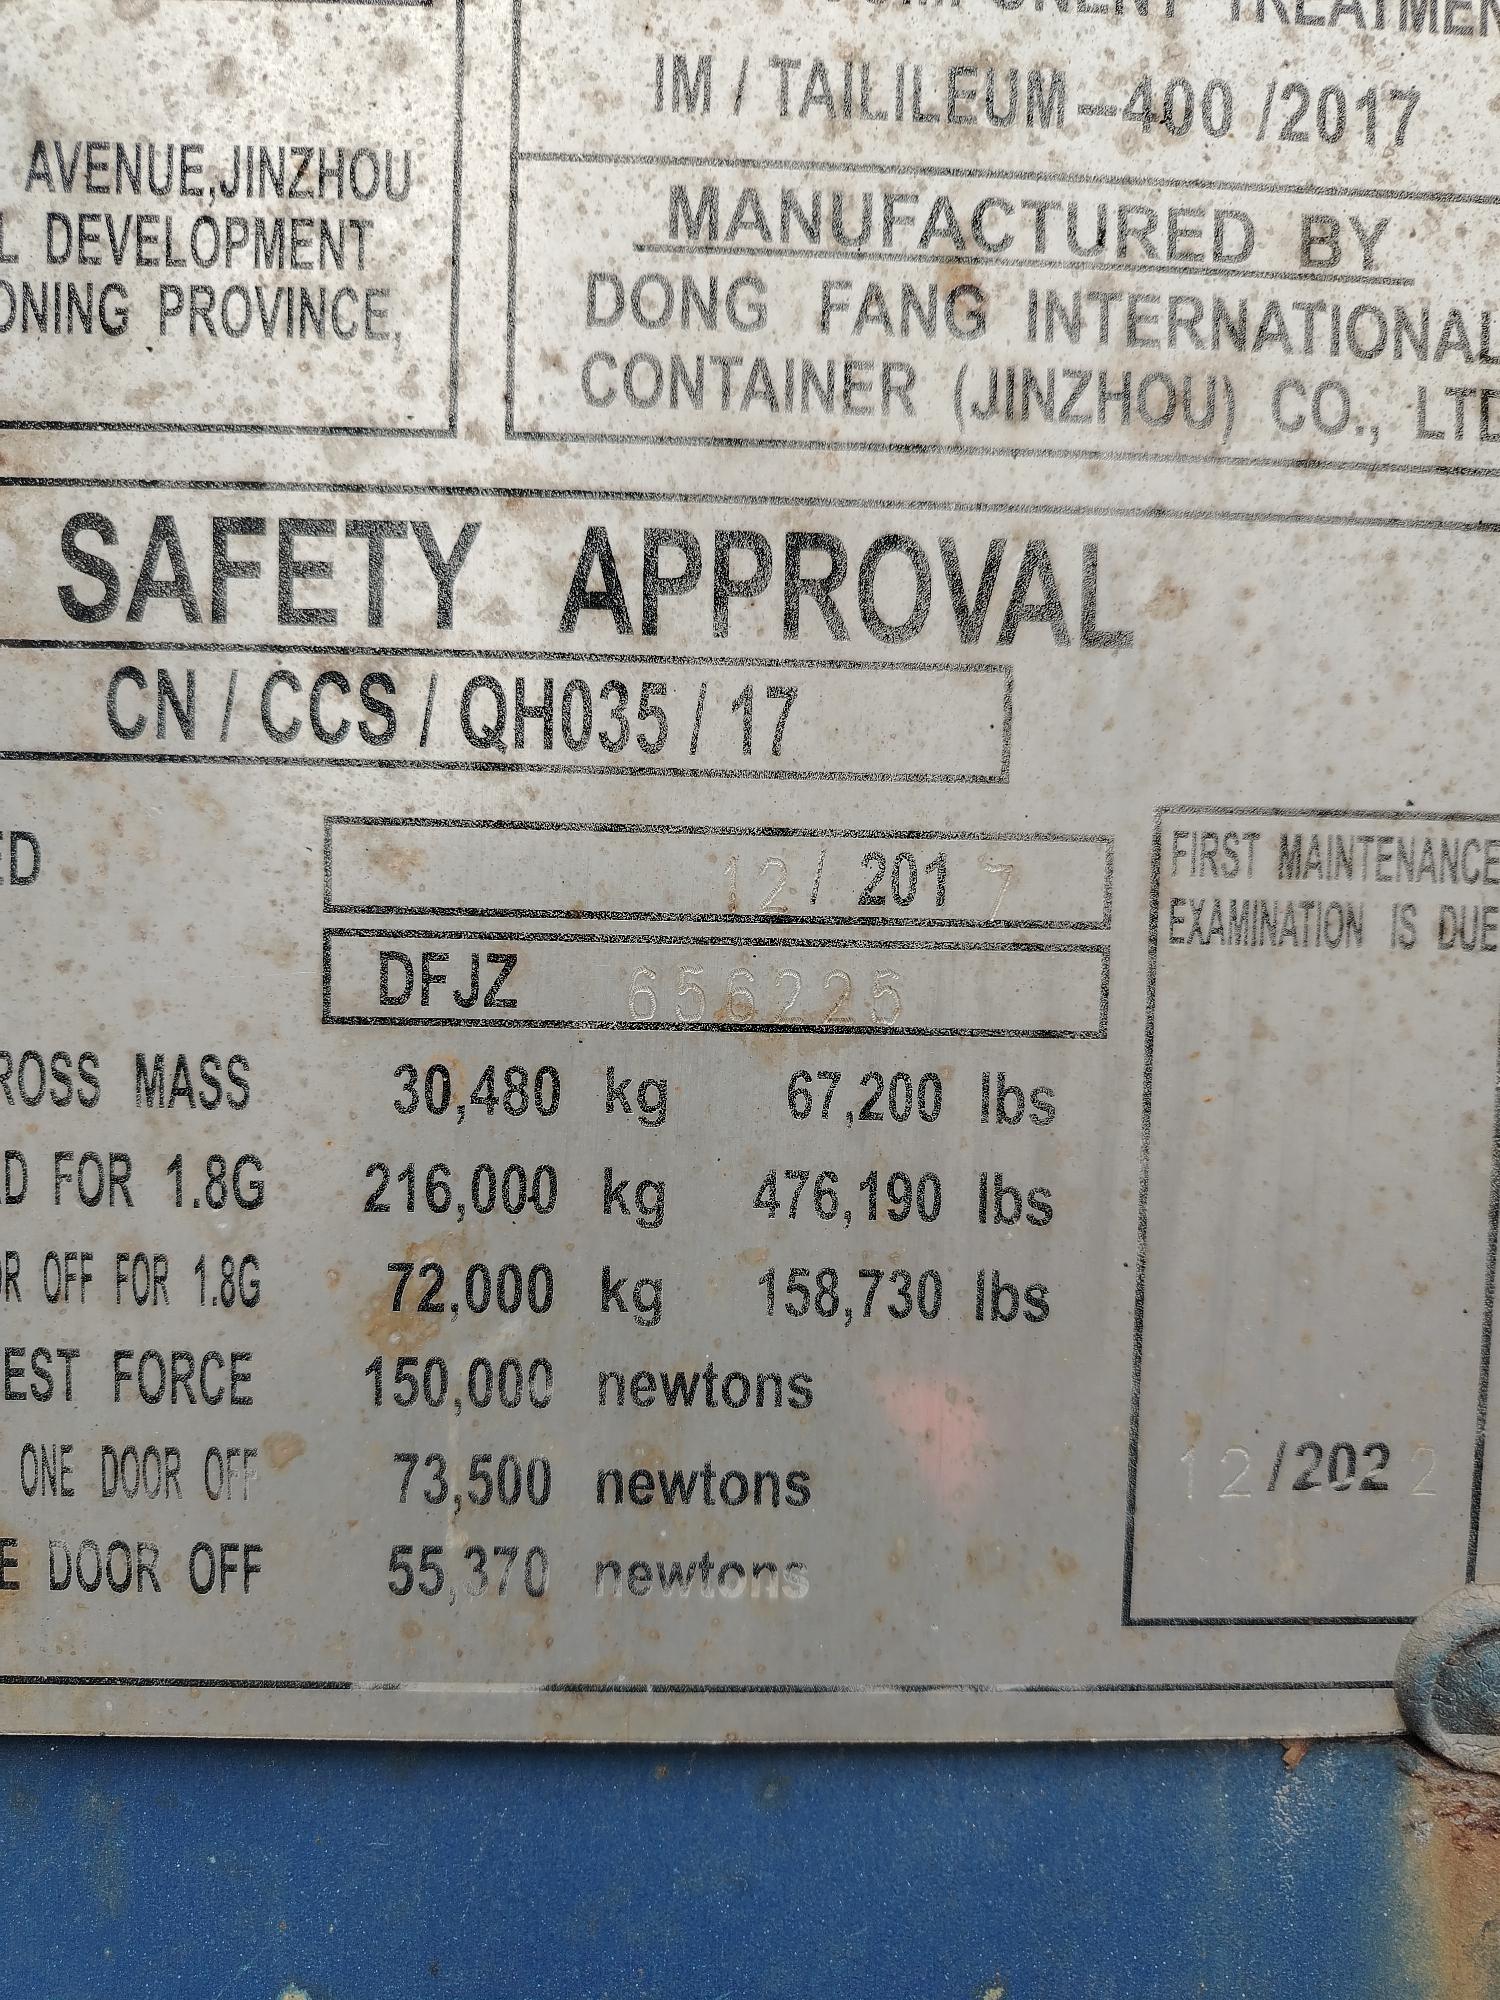 COMPONENT TREATMEN
IM / TAILILEUM-400 /2017
AVENUE,JINZHOU
L DEVELOPMENT
ONING PROVINCE,
MANUFACTURED BY
DONG FANG INTERNATIONAL
CONTAINER (JINZHOU) CO., LTD
SAFETY APPROVAL
CN / CCS / QH035 / 17
ED 12 / 2017
DFJZ 656225
ROSS MASS 30,480 kg 67,200 lbs
D FOR 1.8G 216,000 kg 476,190 lbs
R OFF FOR 1.8G 72,000 kg 158,730 lbs
EST FORCE 150,000 newtons
ONE DOOR OFF 73,500 newtons
E DOOR OFF 55,370 newtons
FIRST MAINTENANCE
EXAMINATION IS DUE
12/2022